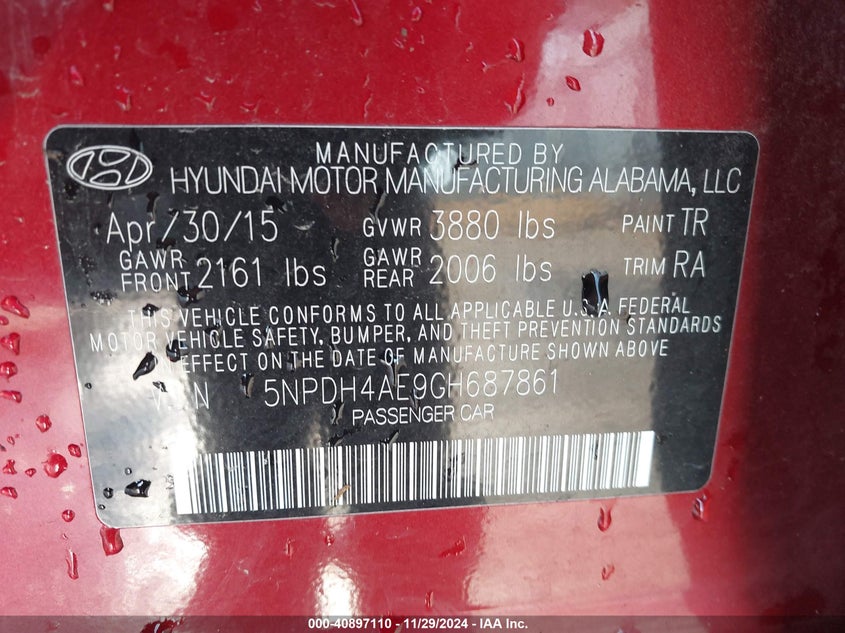 MANUFACTURED BY
HYUNDAI MOTOR MANUFACTURING ALABAMA, LLC
Apr/30/15 GVWR 3880 lbs PAINT TR
GAWR FRONT 2161 lbs GAWR REAR 2006 lbs TRIM RA
THIS VEHICLE CONFORMS TO ALL APPLICABLE U.S.A. FEDERAL
MOTOR VEHICLE SAFETY, BUMPER, AND THEFT PREVENTION STANDARDS
EFFECT ON THE DATE OF MANUFACTURE SHOWN ABOVE
V N 5NPDH4AE9GH687861
PASSENGER CAR
000-40897110 - 11/29/2024 - IAA Inc.